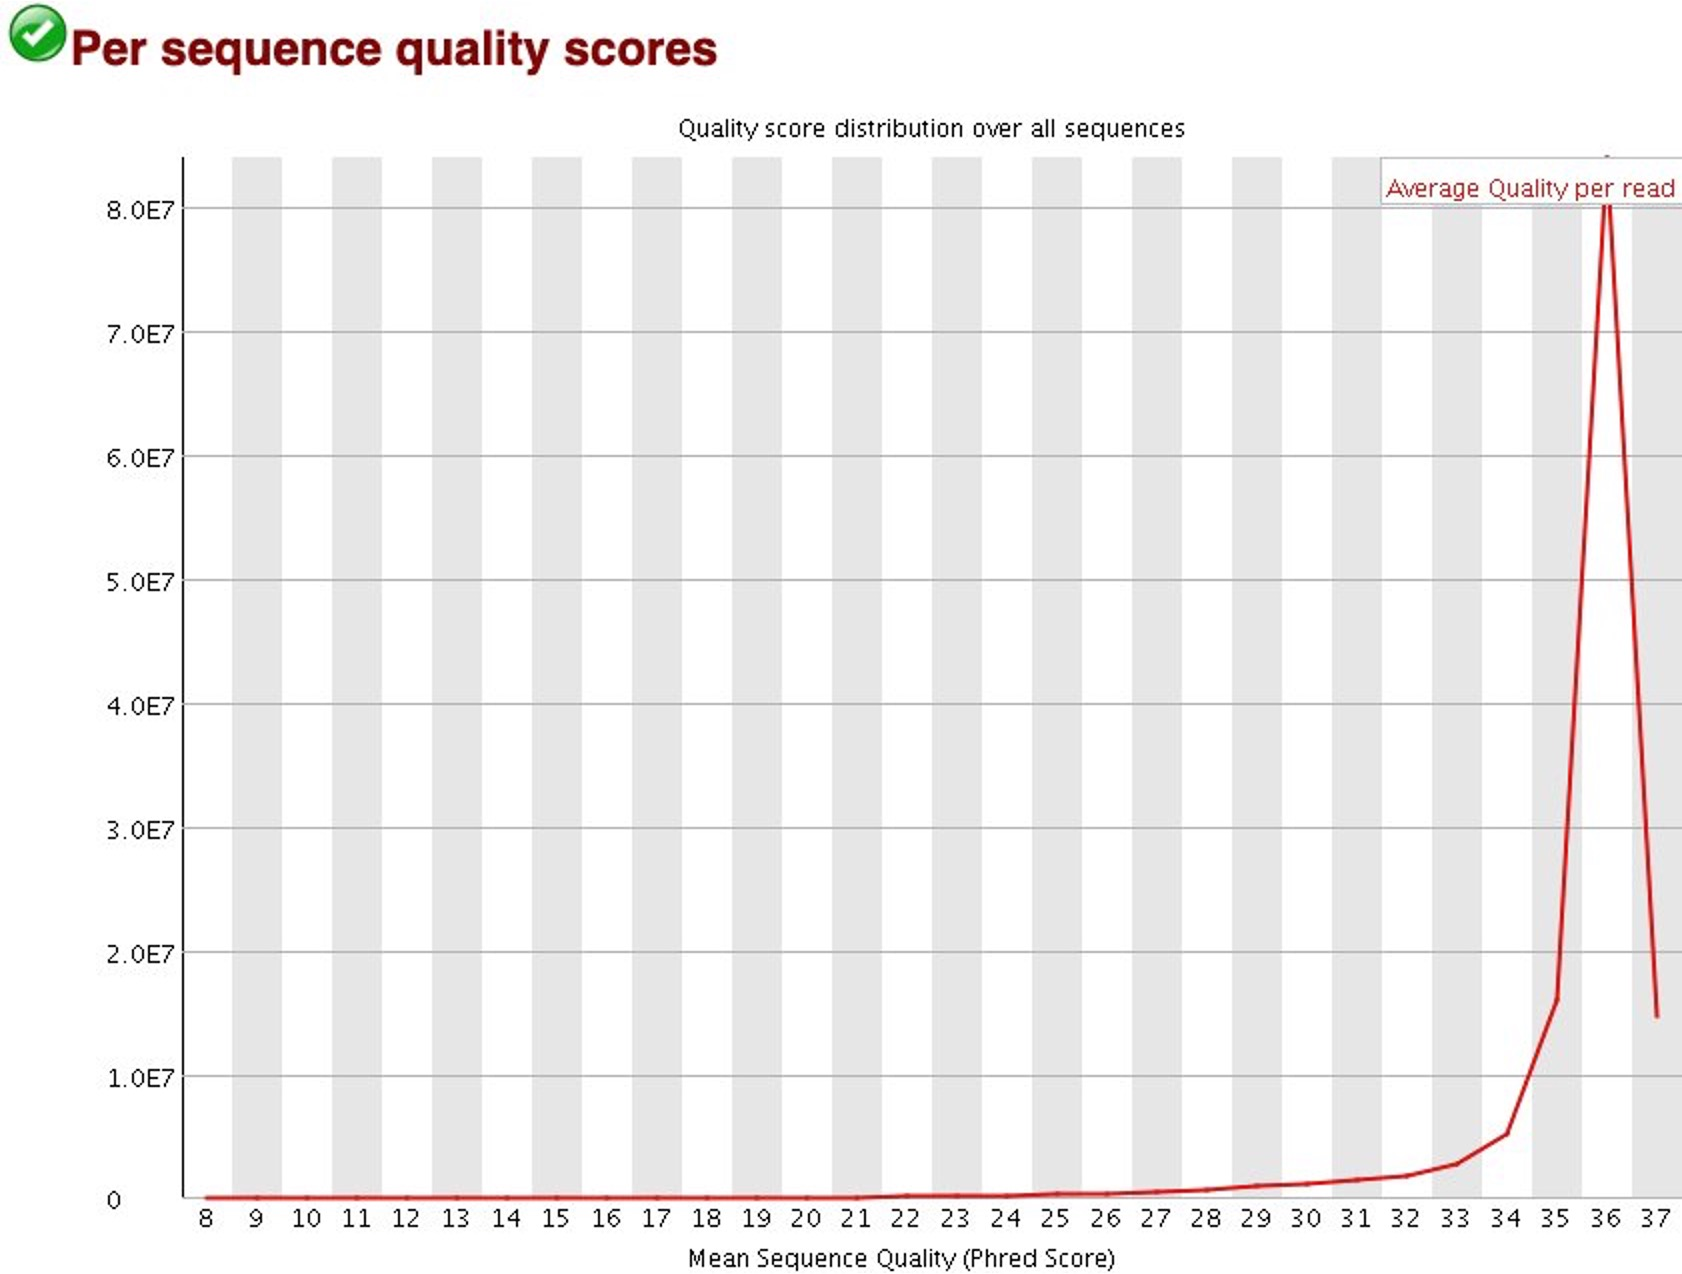 Per sequence quality scores
Quality score distribution over all sequences
Average Quality per read
8.0E7
7.0E7
6.0E7
5.0E7
4.0E7
3.0E7
2.0E7
1.0E7
0
8 9 10 11 12 13 14 15 16 17 18 19 20 21 22 23 24 25 26 27 28 29 30 31 32 33 34 35 36 37
Mean Sequence Quality (Phred Score)